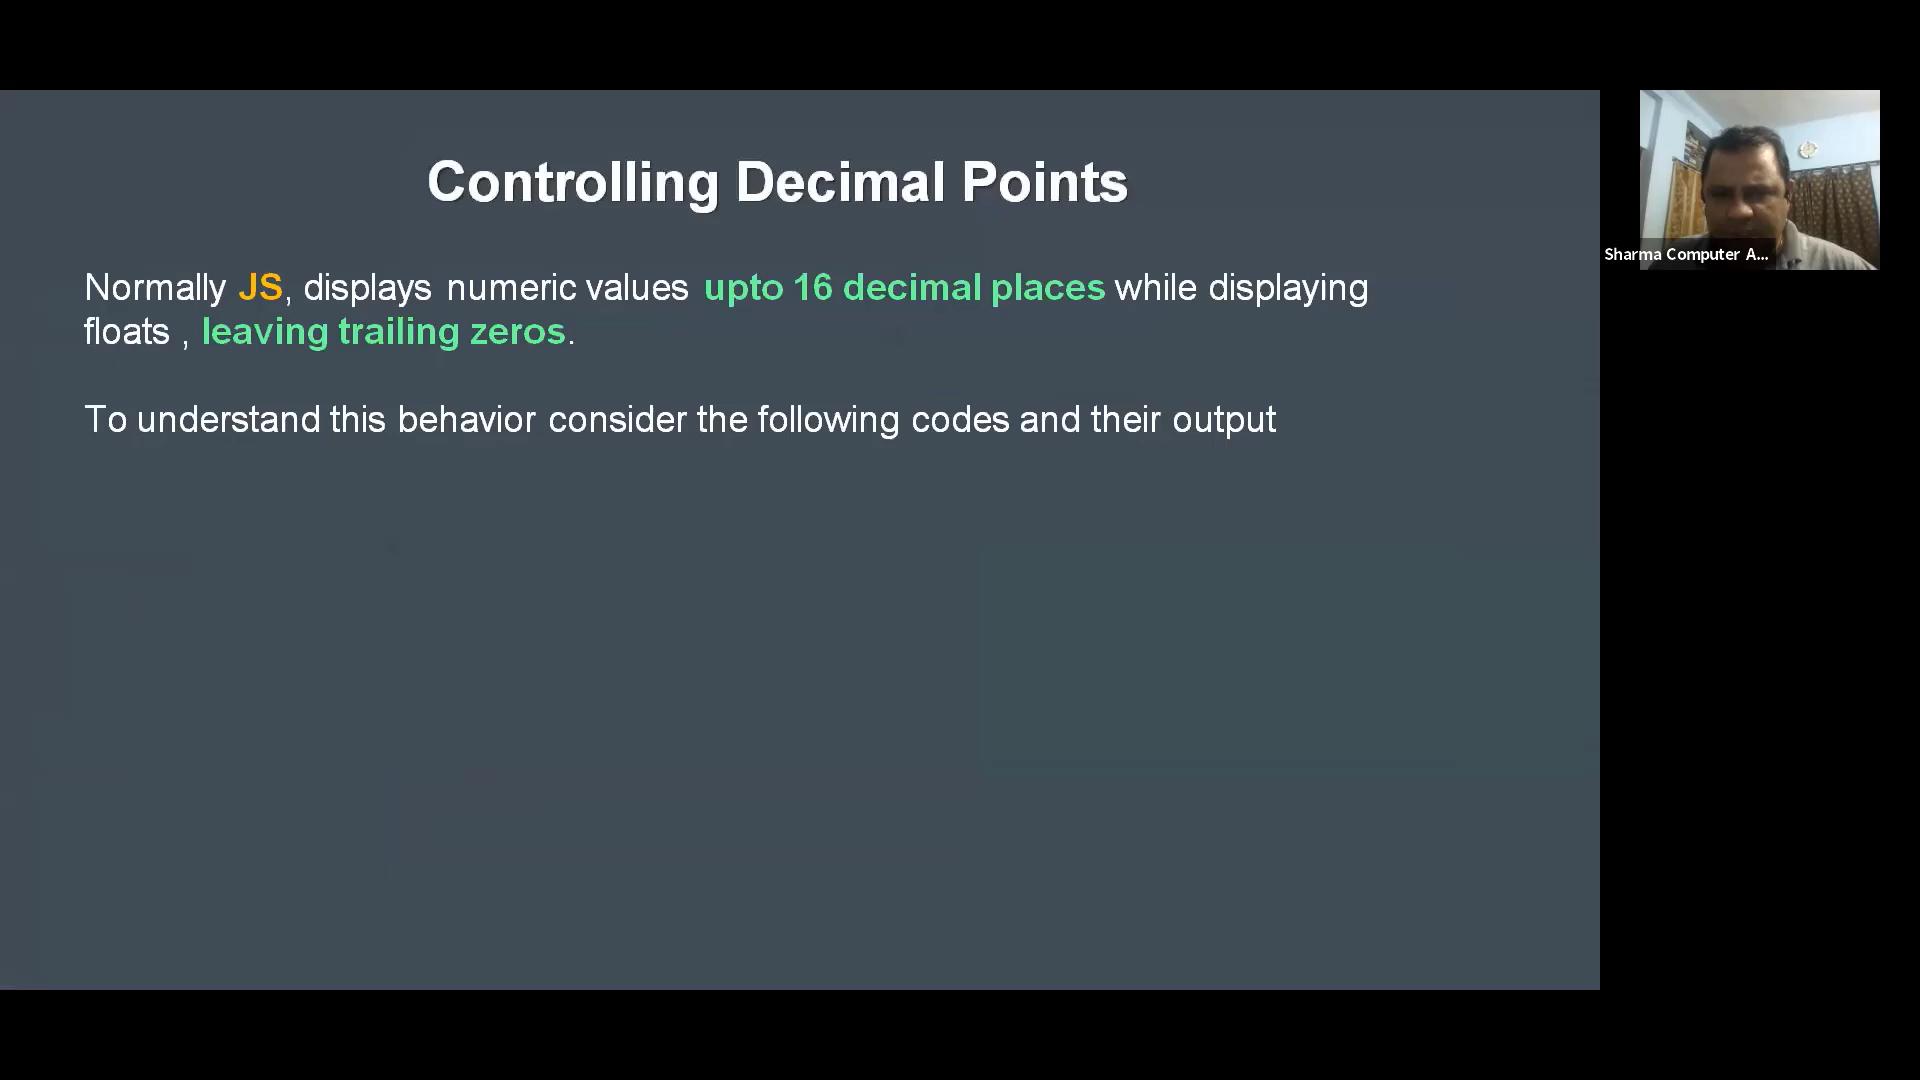 Controlling Decimal Points
Normally JS, displays numeric values upto 16 decimal places while displaying
floats , leaving trailing zeros.
To understand this behavior consider the following codes and their output
Sharma Computer A...